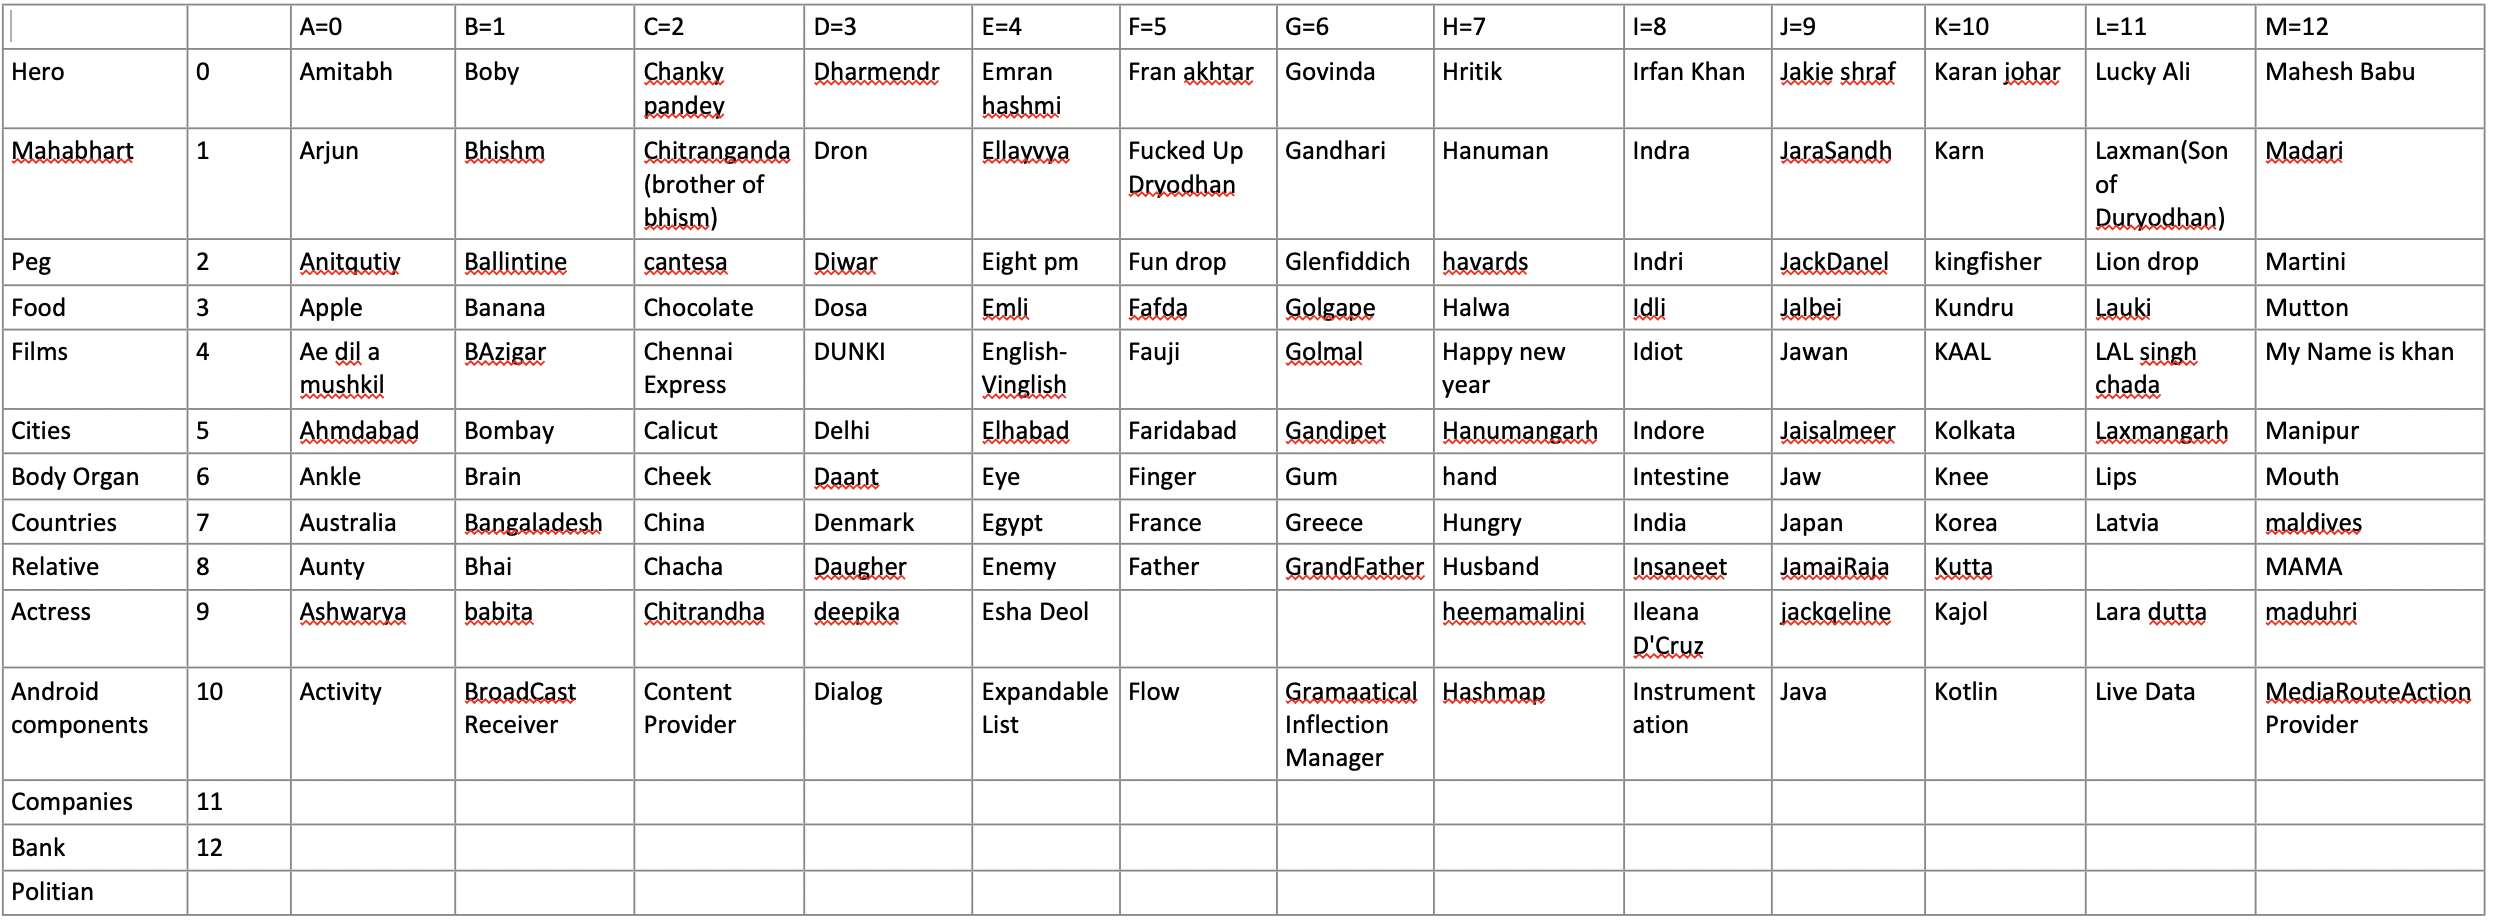 A=0 B=1 C=2 D=3 E=4 F=5 G=6 H=7 I=8 J=9 K=10 L=11 M=12
Hero 0 Amitabh Boby Chanky pandey Dharmendr Emran hashmi Fran akhtar Govinda Hritik Irfan Khan Jakie shraf Karan johar Lucky Ali Mahesh Babu
Mahabhart 1 Arjun Bhishm Chitranganda (brother of bhism) Dron Ellayvya Fucked Up Dryodhan Gandhari Hanuman Indra JaraSandh Karn Laxman(Son of Duryodhan) Madari
Peg 2 Anitqutiy Ballintine cantesa Diwar Eight pm Fun drop Glenfiddich havards Indri JackDanel kingfisher Lion drop Martini
Food 3 Apple Banana Chocolate Dosa Emli Fafda Golgape Halwa Idli Jalbei Kundru Lauki Mutton
Films 4 Ae dil a mushkil BAzigar Chennai Express DUNKI English-Vinglish Fauji Golmal Happy new year Idiot Jawan KAAL LAL singh chada My Name is khan
Cities 5 Ahmdabad Bombay Calicut Delhi Elhabad Faridabad Gandipet Hanumangarh Indore Jaisalmeer Kolkata Laxmangarh Manipur
Body Organ 6 Ankle Brain Cheek Daant Eye Finger Gum hand Intestine Jaw Knee Lips Mouth
Countries 7 Australia Bangaladesh China Denmark Egypt France Greece Hungry India Japan Korea Latvia maldives
Relative 8 Aunty Bhai Chacha Daugher Enemy Father GrandFather Husband Insaneet JamaiRaja Kutta MAMA
Actress 9 Ashwarya babita Chitrandha deepika Esha Deol heemamalini Ileana D'Cruz jackqeline Kajol Lara dutta maduhri
Android components 10 Activity BroadCast Receiver Content Provider Dialog Expandable List Flow Gramaatical Inflection Manager Hashmap Instrumentation Java Kotlin Live Data MediaRouteAction Provider
Companies 11
Bank 12
Politian